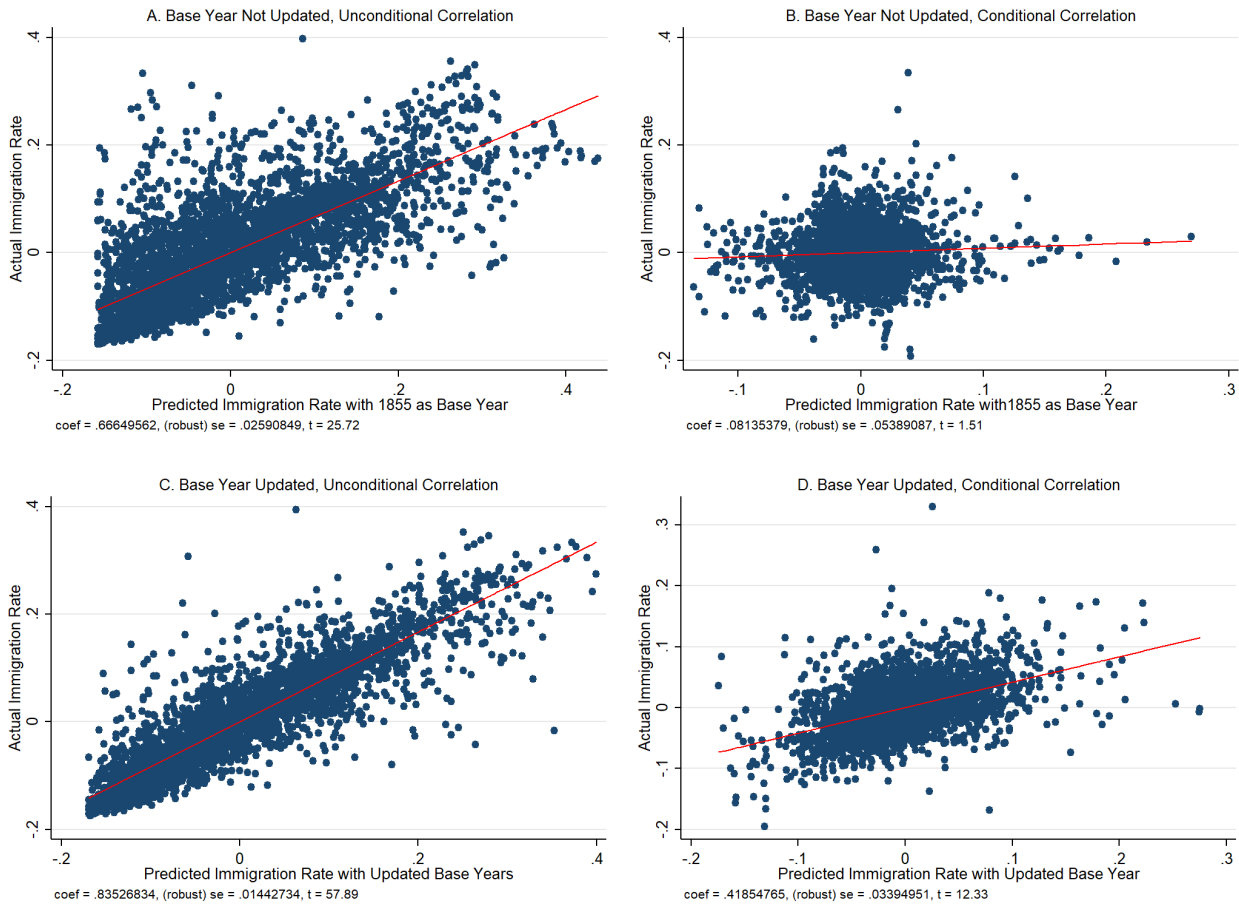 A. Base Year Not Updated, Unconditional Correlation
.4
.2
0
-.2
Actual Immigration Rate
-.2 0 .2 .4
Predicted Immigration Rate with 1855 as Base Year
coef = .66649562, (robust) se = .02590849, t = 25.72
B. Base Year Not Updated, Conditional Correlation
.4
.2
0
-.2
Actual Immigration Rate
-.1 0 .1 .2 .3
Predicted Immigration Rate with1855 as Base Year
coef = .08135379, (robust) se = .05389087, t = 1.51
C. Base Year Updated, Unconditional Correlation
.4
.2
0
-.2
Actual Immigration Rate
-.2 0 .2 .4
Predicted Immigration Rate with Updated Base Years
coef = .83526834, (robust) se = .01442734, t = 57.89
D. Base Year Updated, Conditional Correlation
.3
.2
.1
0
-.1
-.2
Actual Immigration Rate
-.2 -.1 0 .1 .2 .3
Predicted Immigration Rate with Updated Base Year
coef = .41854765, (robust) se = .03394951, t = 12.33